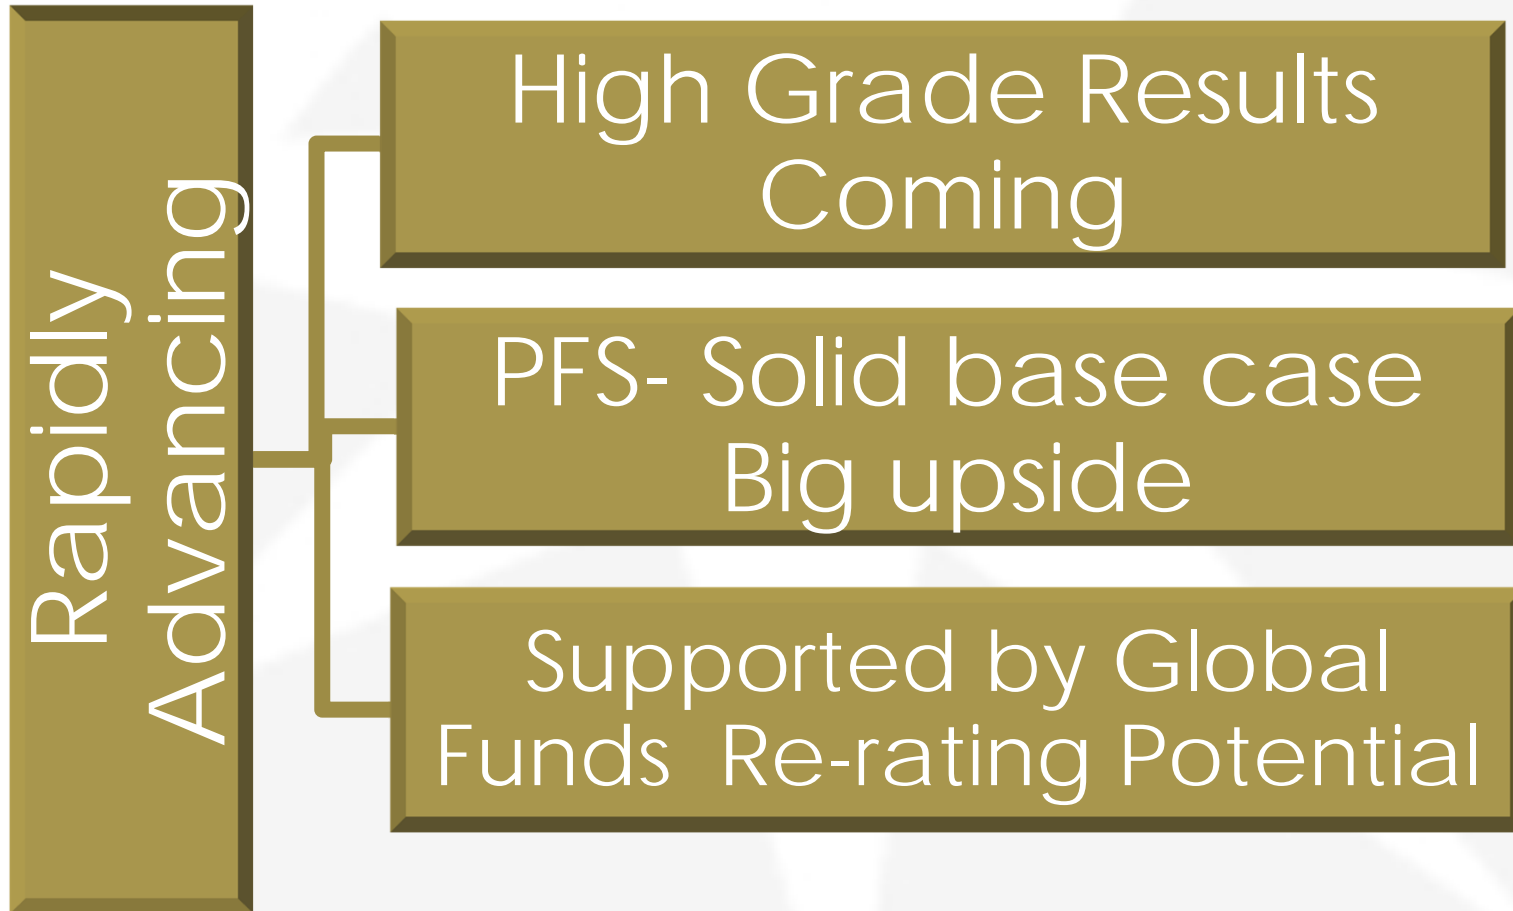 Rapidly
Advancing
High Grade Results
Coming
PFS- Solid base case
Big upside
Supported by Global
Funds  Re-rating Potential